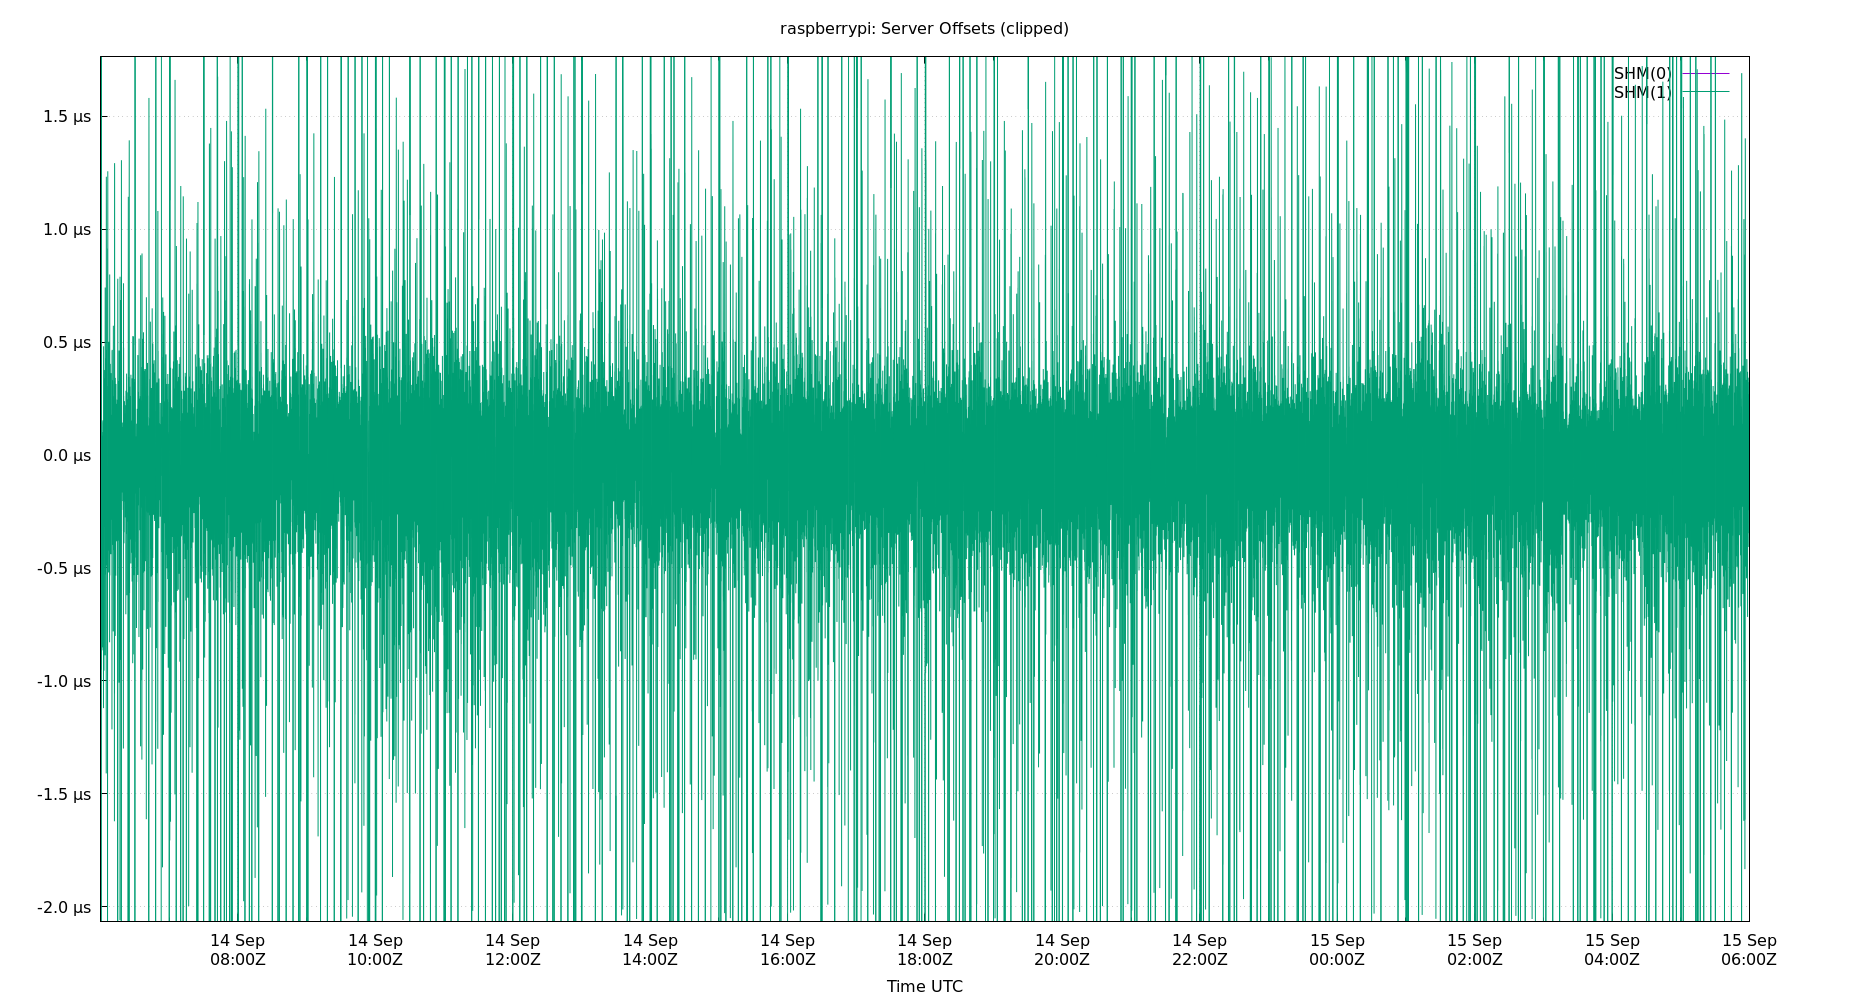 raspberrypi: Server Offsets (clipped)
SHM(0)
SHM(1)
1.5 µs
1.0 µs
0.5 µs
0.0 µs
-0.5 µs
-1.0 µs
-1.5 µs
-2.0 µs
14 Sep 14 Sep 14 Sep 14 Sep 14 Sep 14 Sep 14 Sep 14 Sep 15 Sep 15 Sep 15 Sep 15 Sep
08:00Z 10:00Z 12:00Z 14:00Z 16:00Z 18:00Z 20:00Z 22:00Z 00:00Z 02:00Z 04:00Z 06:00Z
Time UTC